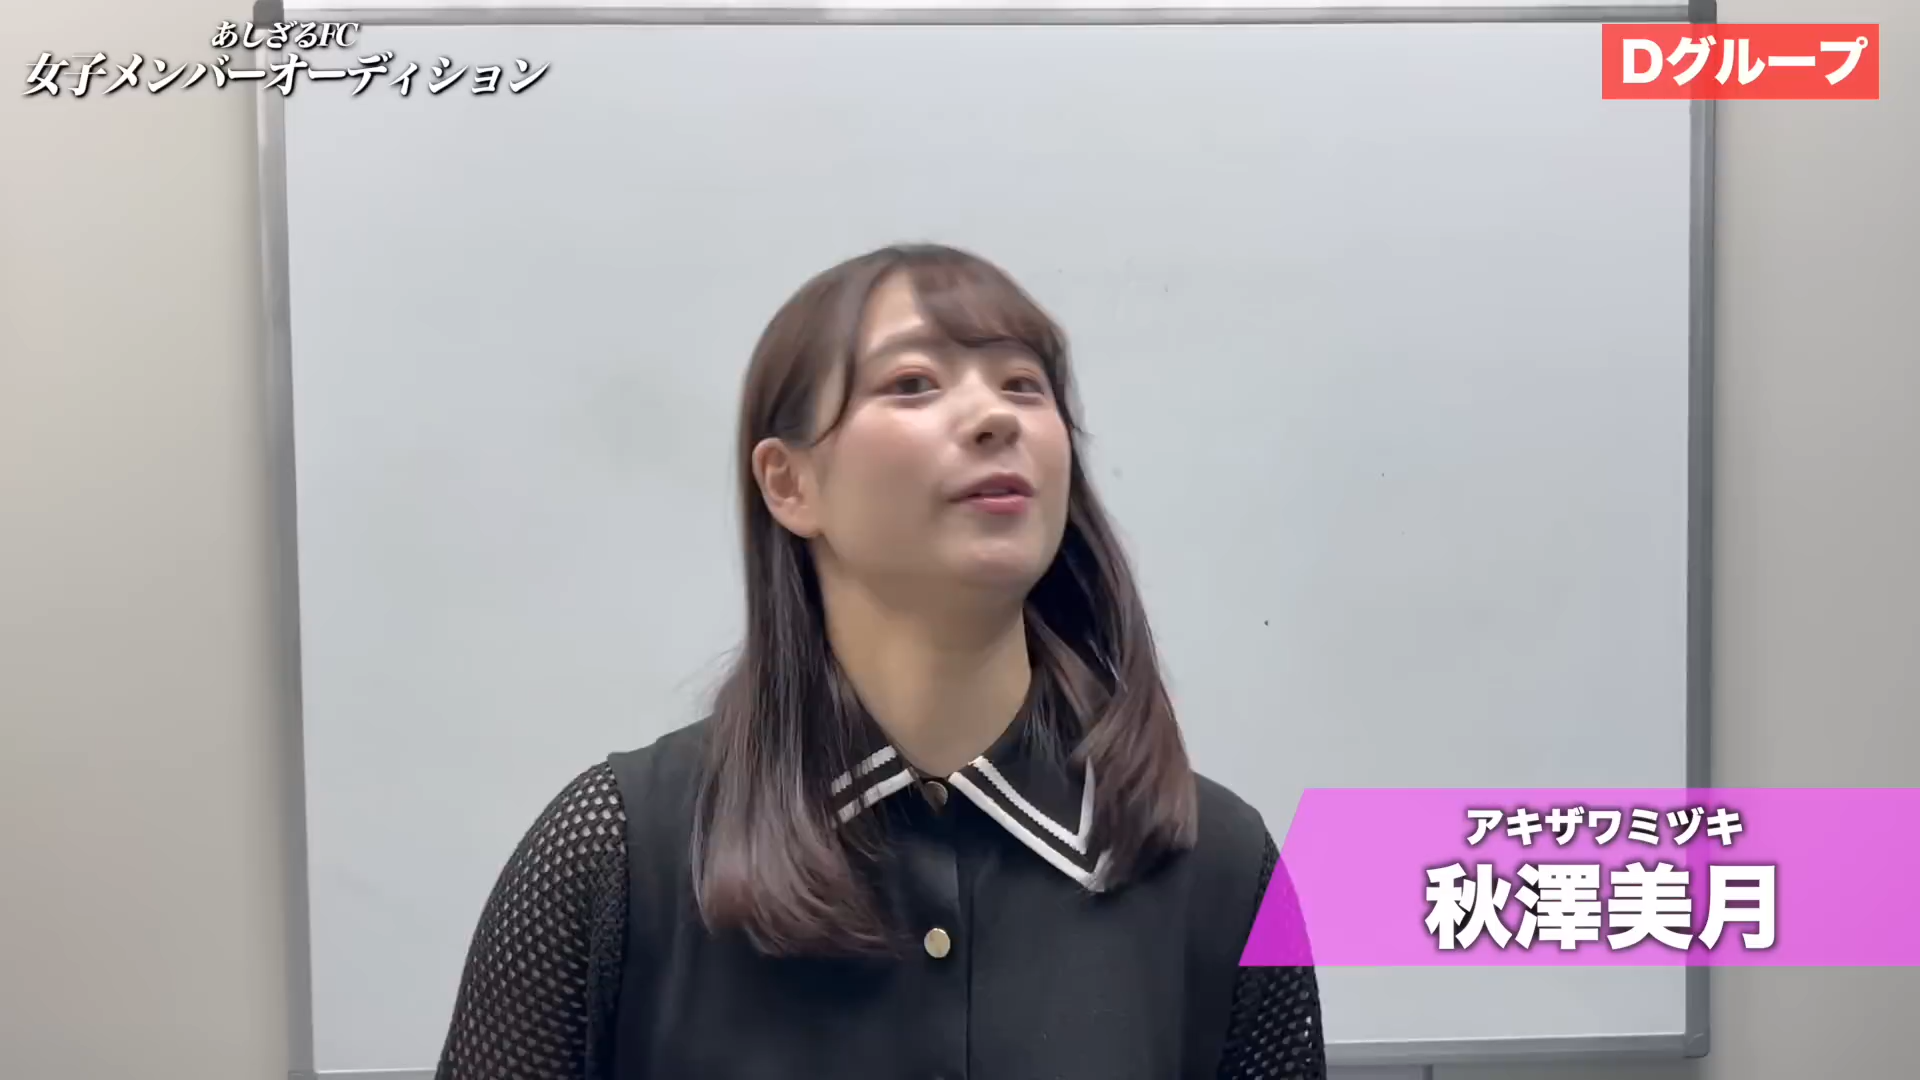 あしざるFC
女子メンバーオーディション
Dグループ
アキザワミヅキ
秋澤美月